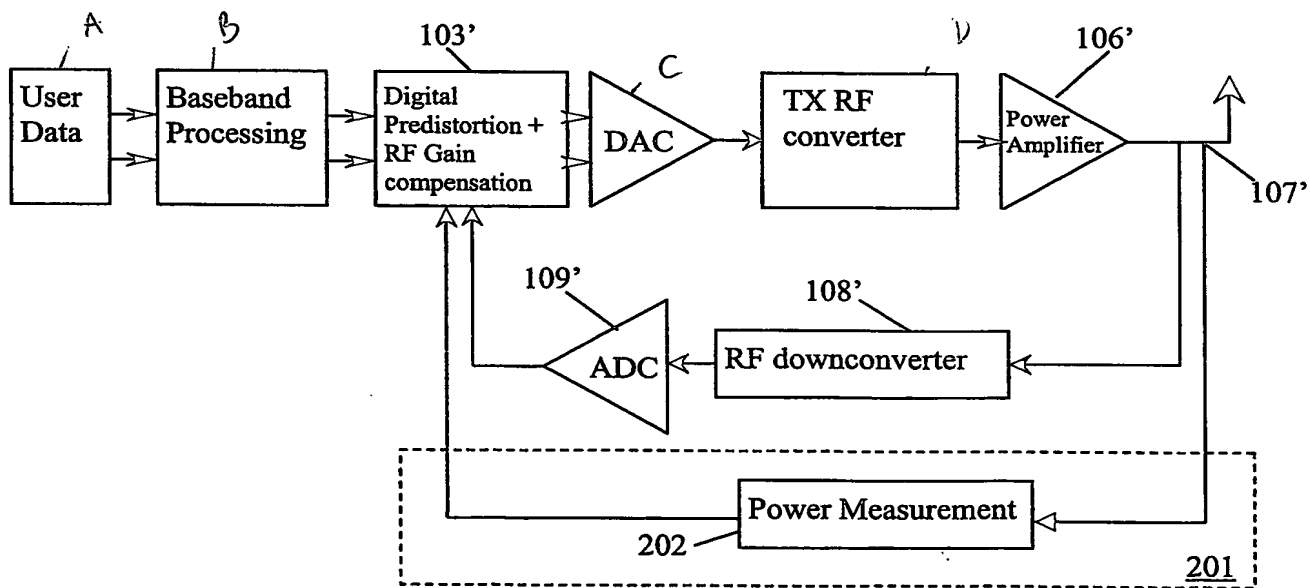 A
B
103’
C
D
106’
User
Data
Baseband
Processing
Digital
Predistortion +
RF Gain
compensation
DAC
TX RF
converter
Power
Amplifier
107’
109’
108’
ADC
RF downconverter
Power Measurement
202
201